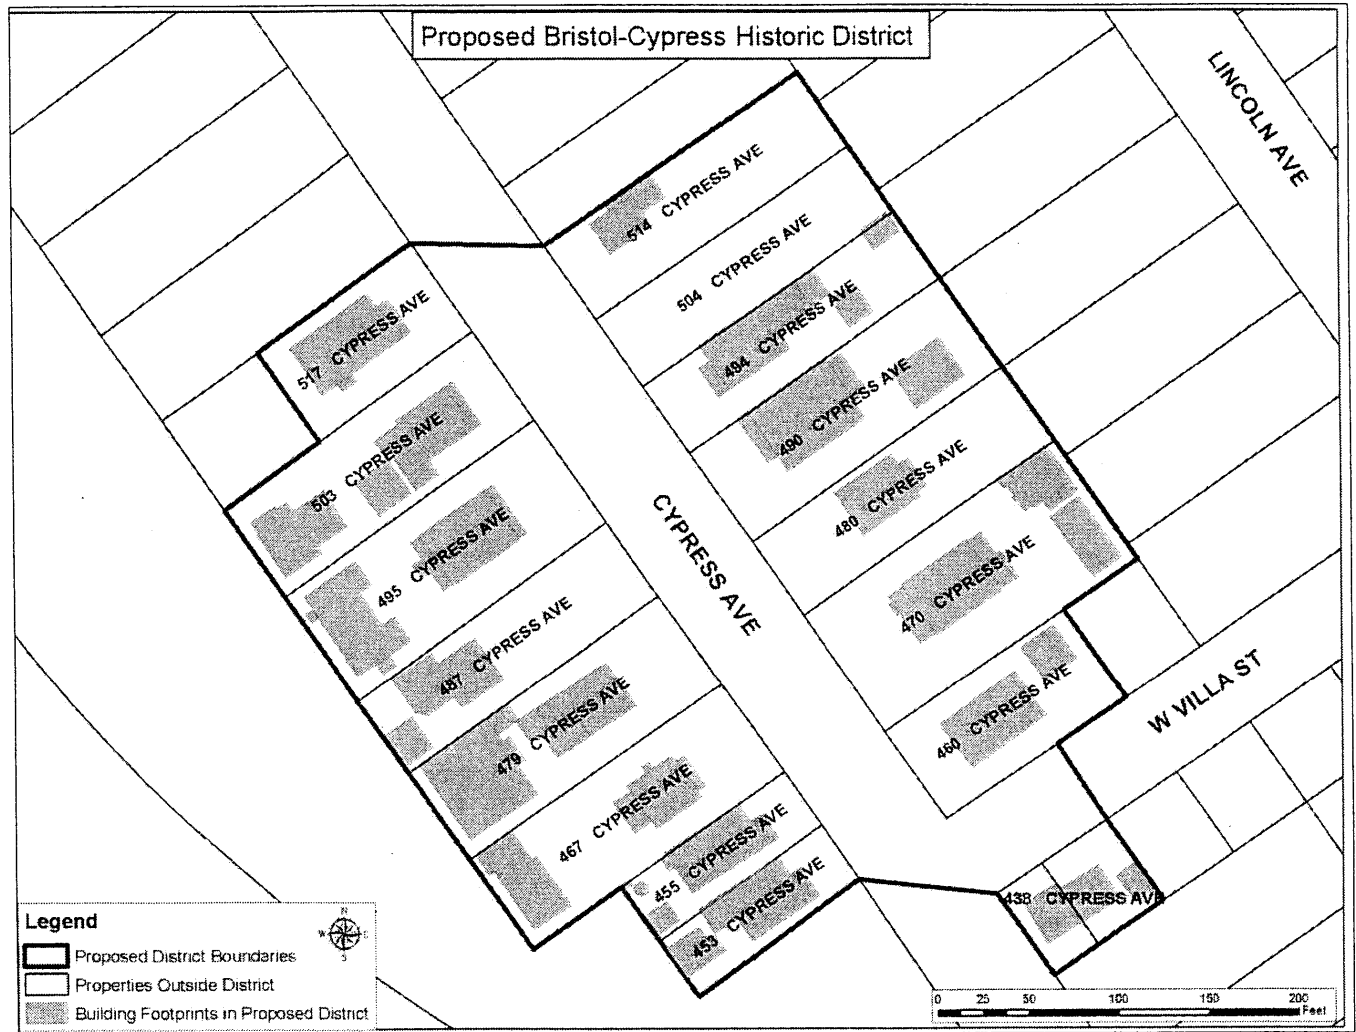 Proposed Bristol-Cypress Historic District
LINCOLN AVE
514 CYPRESS AVE
504 CYPRESS AVE
517 CYPRESS AVE
494 CYPRESS AVE
490 CYPRESS AVE
503 CYPRESS AVE
480 CYPRESS AVE
495 CYPRESS AVE
CYPRESS AVE
470 CYPRESS AVE
487 CYPRESS AVE
479 CYPRESS AVE
460 CYPRESS AVE
W VILLA ST
467 CYPRESS AVE
455 CYPRESS AVE
453 CYPRESS AVE
438 CYPRESS AVE
Legend
N
W E
S
Proposed District Boundaries
Properties Outside District
Building Footprints in Proposed District
0 25 50 100 150 200
Feet